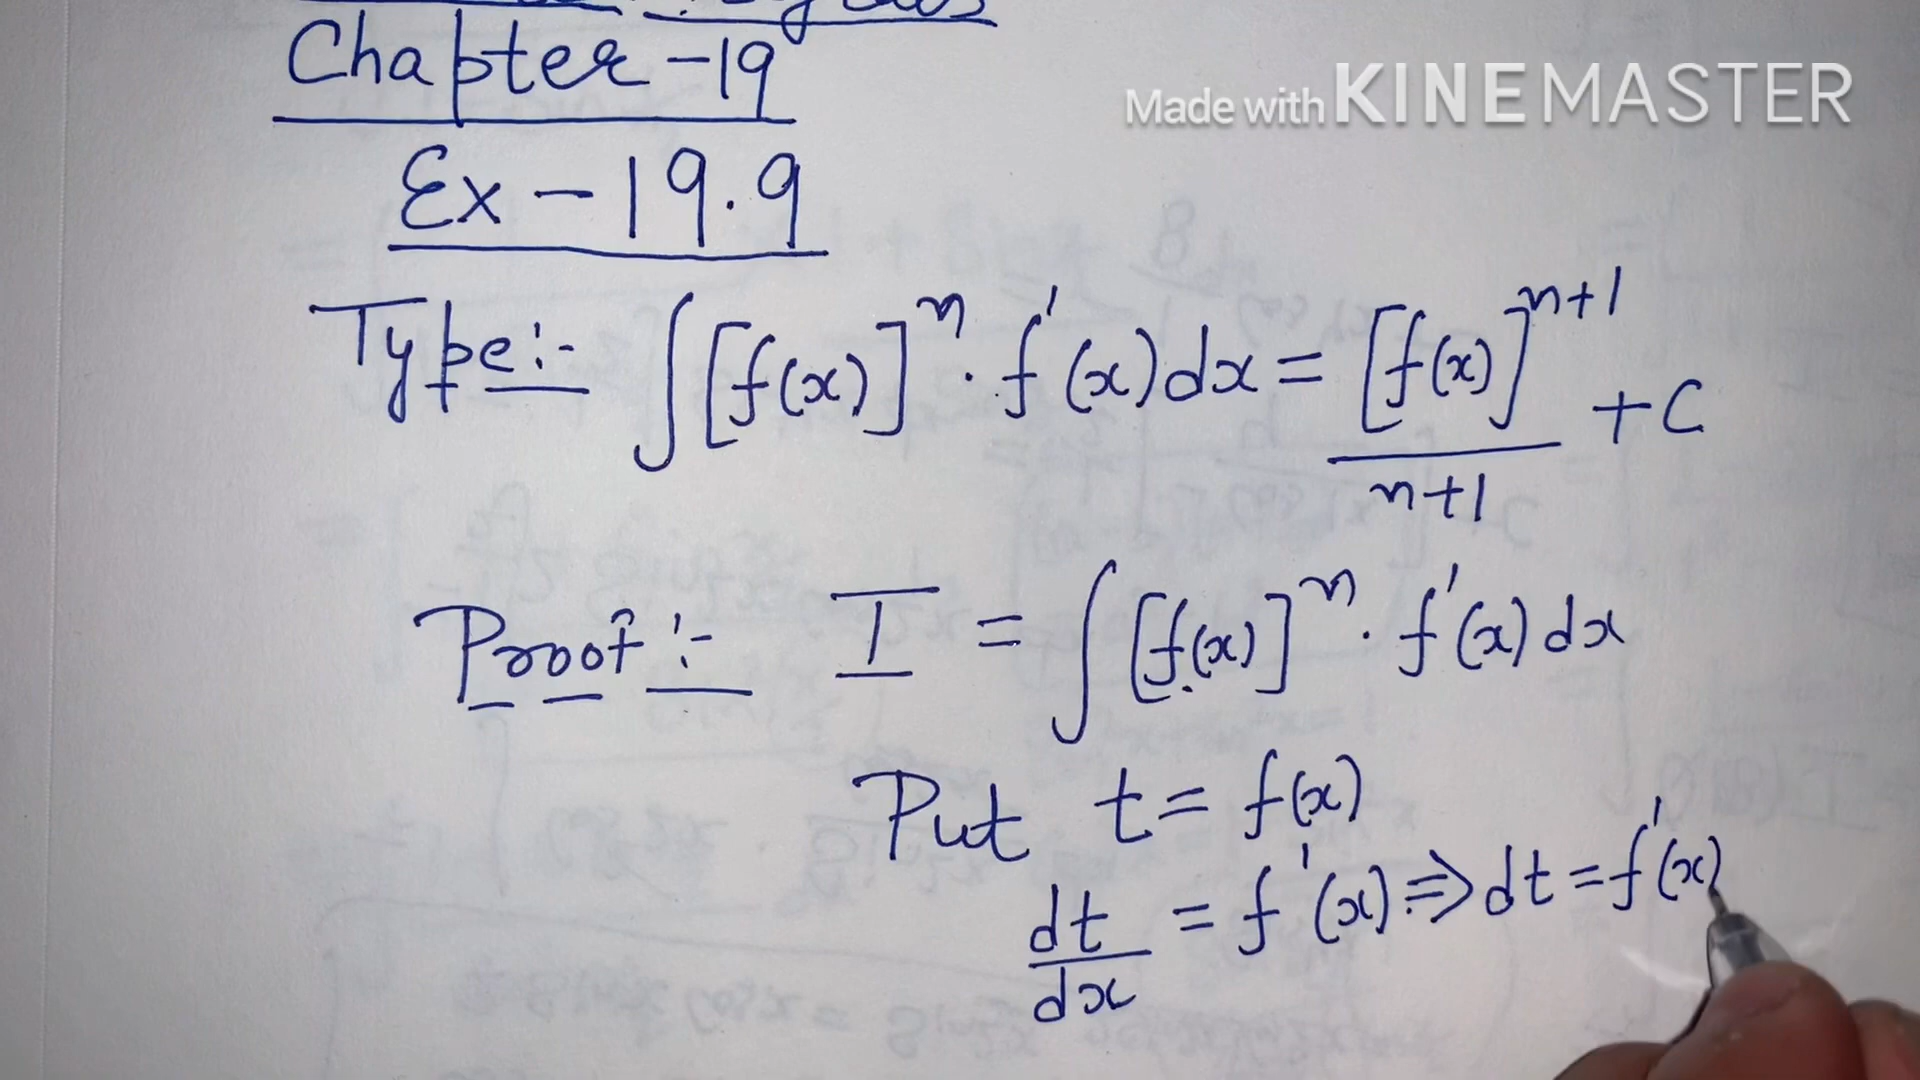 Chapter - 19
Made with KINEMASTER
Ex - 19.9
Type :- ∫[f(x)]ⁿ · f'(x) dx = [f(x)]ⁿ⁺¹ / n+1 + C
Proof :- I = ∫[f(x)]ⁿ · f'(x) dx
Put t = f(x)
dt/dx = f'(x) ⇒ dt = f'(x)